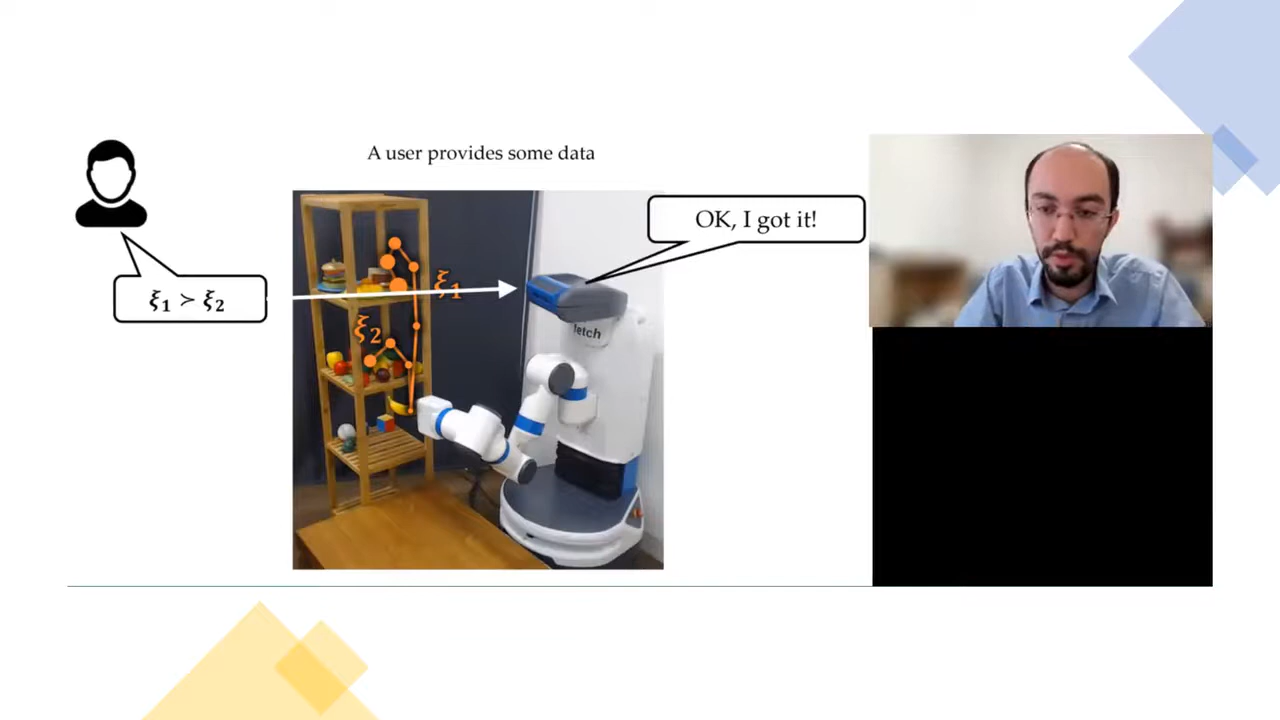 A user provides some data
OK, I got it!
ξ₁ ≻ ξ₂
ξ₁
ξ₂
fetch